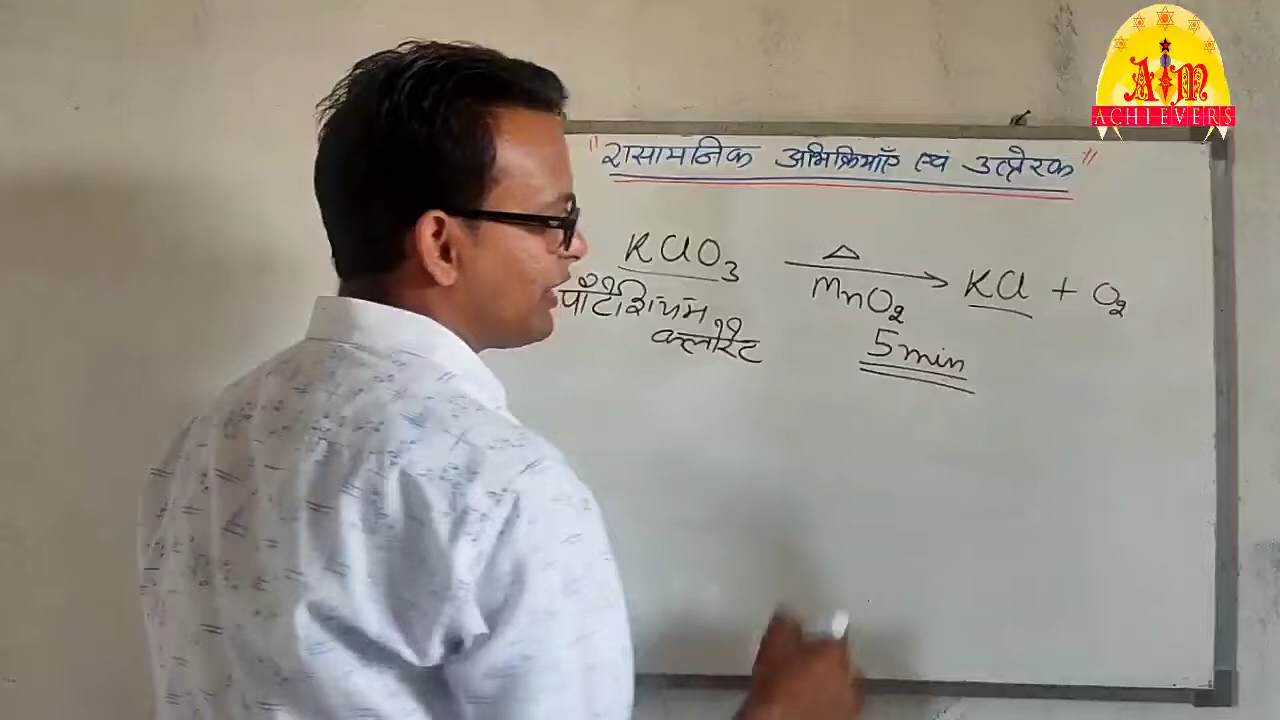 AIM
ACHIEVERS
"रासायनिक अभिक्रियाएँ एवं उत्प्रेरक"
KClO₃ Δ MnO₂ → KCl + O₂
पोटेशियम
क्लोरेट
5min